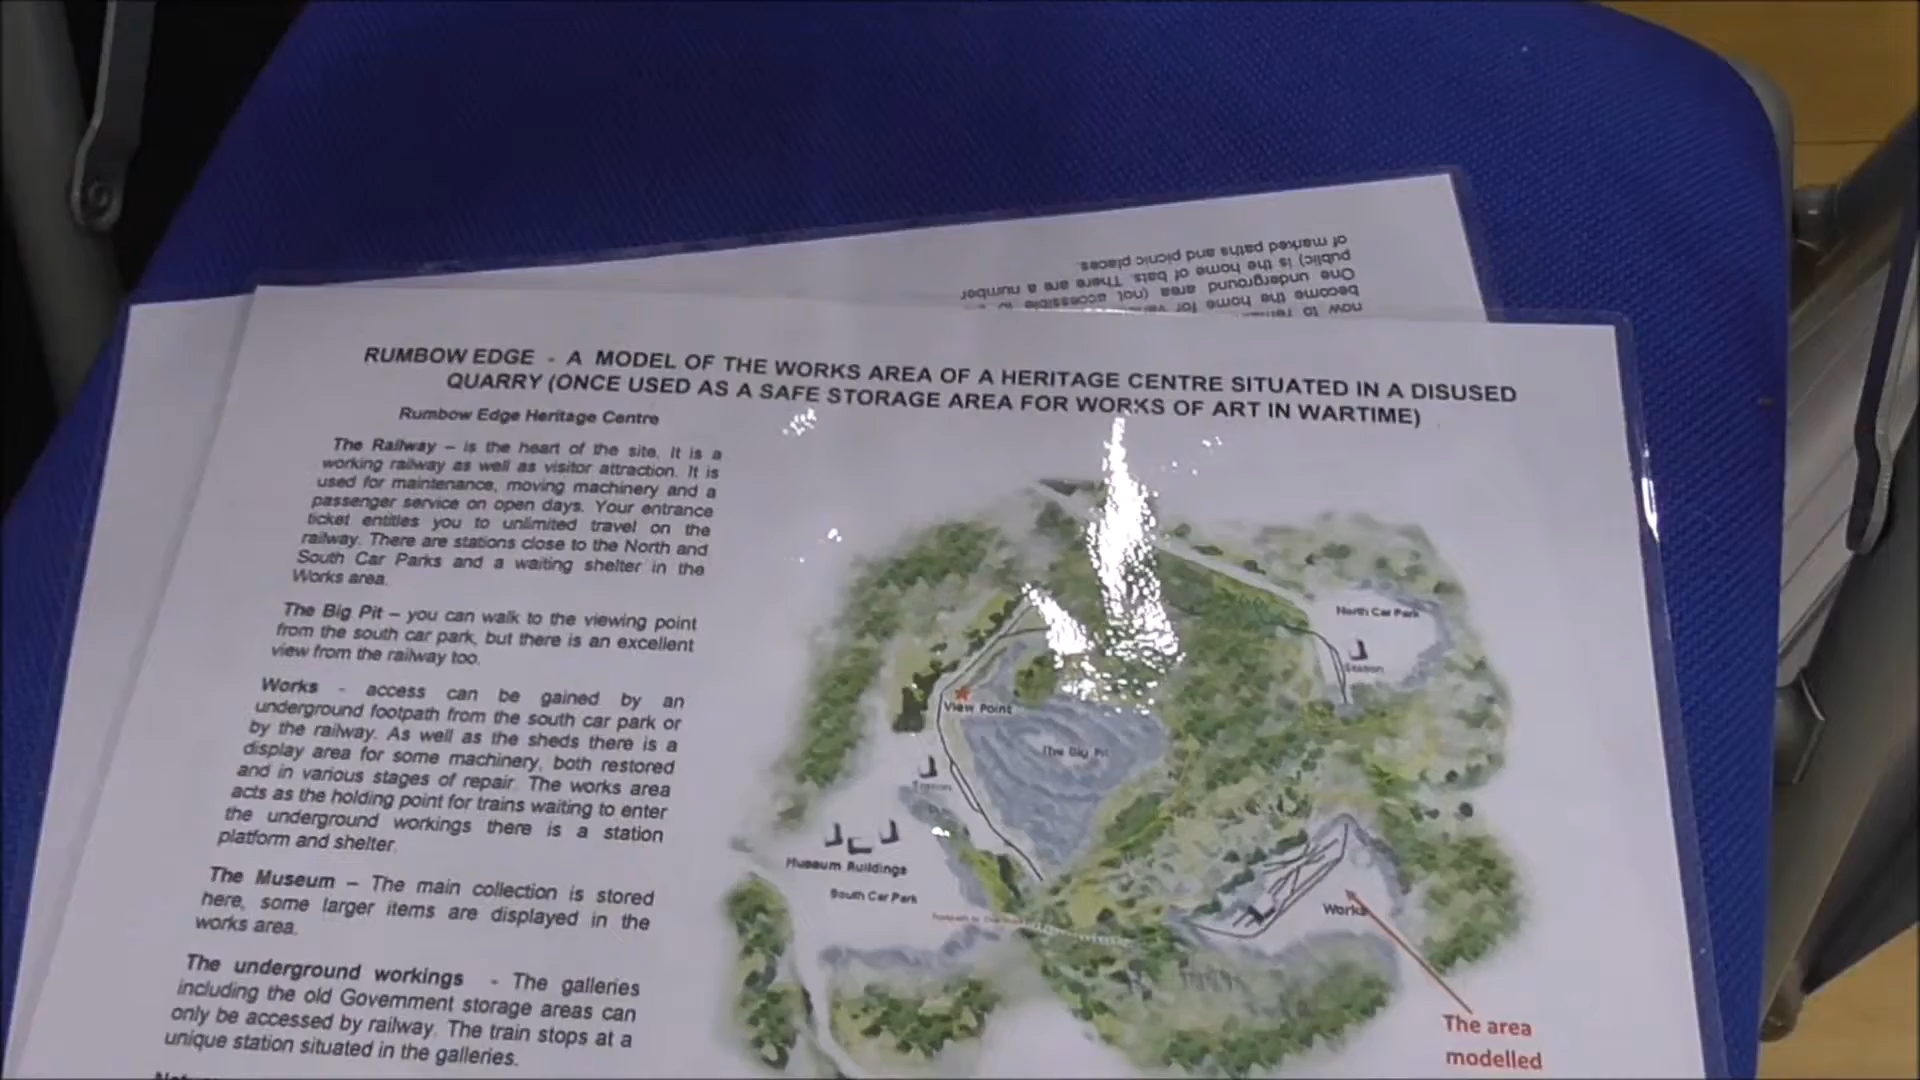 of marked paths and picnic places.
public) is the home of bats. There are a number
One underground area (not accessible
become the home for
now to
RUMBOW EDGE - A MODEL OF THE WORKS AREA OF A HERITAGE CENTRE SITUATED IN A DISUSED
QUARRY (ONCE USED AS A SAFE STORAGE AREA FOR WORKS OF ART IN WARTIME)
Rumbow Edge Heritage Centre
The Railway – is the heart of the site. It is a
working railway as well as visitor attraction. It is
used for maintenance, moving machinery and a
passenger service on open days. Your entrance
ticket entitles you to unlimited travel on the
railway. There are stations close to the North and
South Car Parks and a waiting shelter in the
Works area.
The Big Pit – you can walk to the viewing point
from the south car park, but there is an excellent
view from the railway too.
Works - access can be gained by an
underground footpath from the south car park or
by the railway. As well as the sheds there is a
display area for some machinery, both restored
and in various stages of repair. The works area
acts as the holding point for trains waiting to enter
the underground workings there is a station
platform and shelter.
The Museum – The main collection is stored
here, some larger items are displayed in the
works area.
The underground workings - The galleries
including the old Government storage areas can
only be accessed by railway. The train stops at a
unique station situated in the galleries.
North Car Park
Station
View Point
The Big Pit
Station
Museum Buildings
South Car Park
Works
The area
modelled